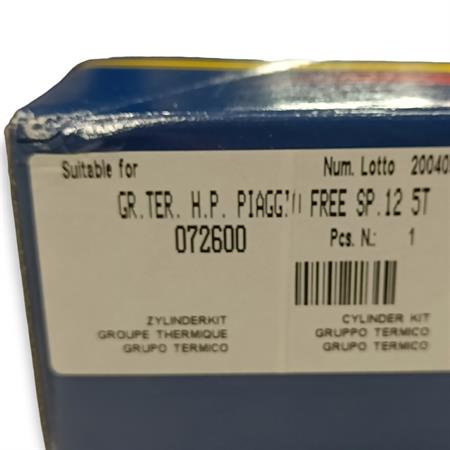 Suitable for Num. Lotto 20040
GR.TER. H.P. PIAGGIO FREE SP.12 5T
072600 Pcs. N.: 1
ZYLINDERKIT CYLINDER KIT
GROUPE THERMIQUE GRUPPO TERMICO
GRUPO TERMICO GRUPO TERMICO